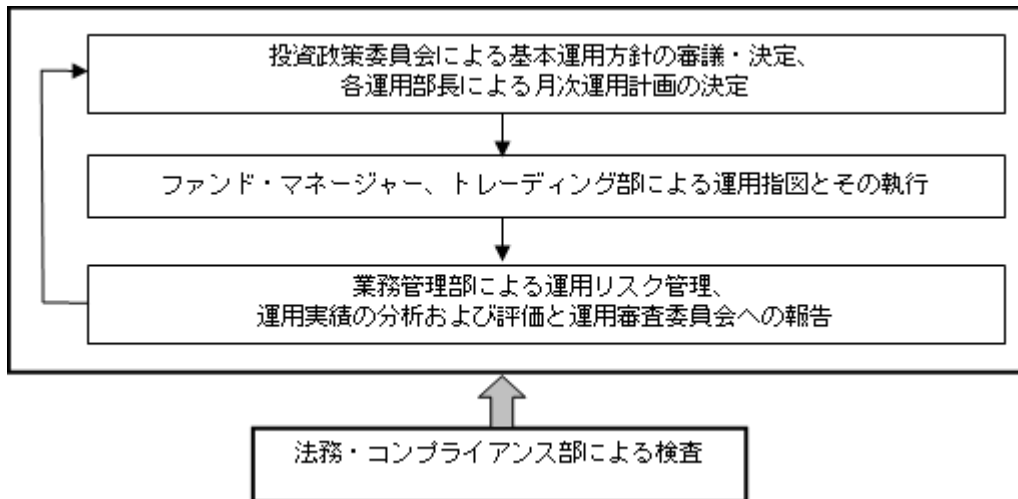 投資政策委員会による基本運用方針の審議・決定、
各運用部長による月次運用計画の決定
ファンド・マネージャー、トレーディング部による運用指図とその執行
業務管理部による運用リスク管理、
運用実績の分析および評価と運用審査委員会への報告
法務・コンプライアンス部による検査